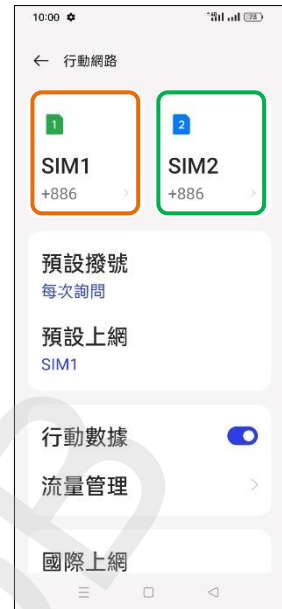 10:00
73
行動網路
1
2
SIM1
SIM2
+886
+886
預設撥號
每次詢問
預設上網
SIM1
行動數據
流量管理
國際上網